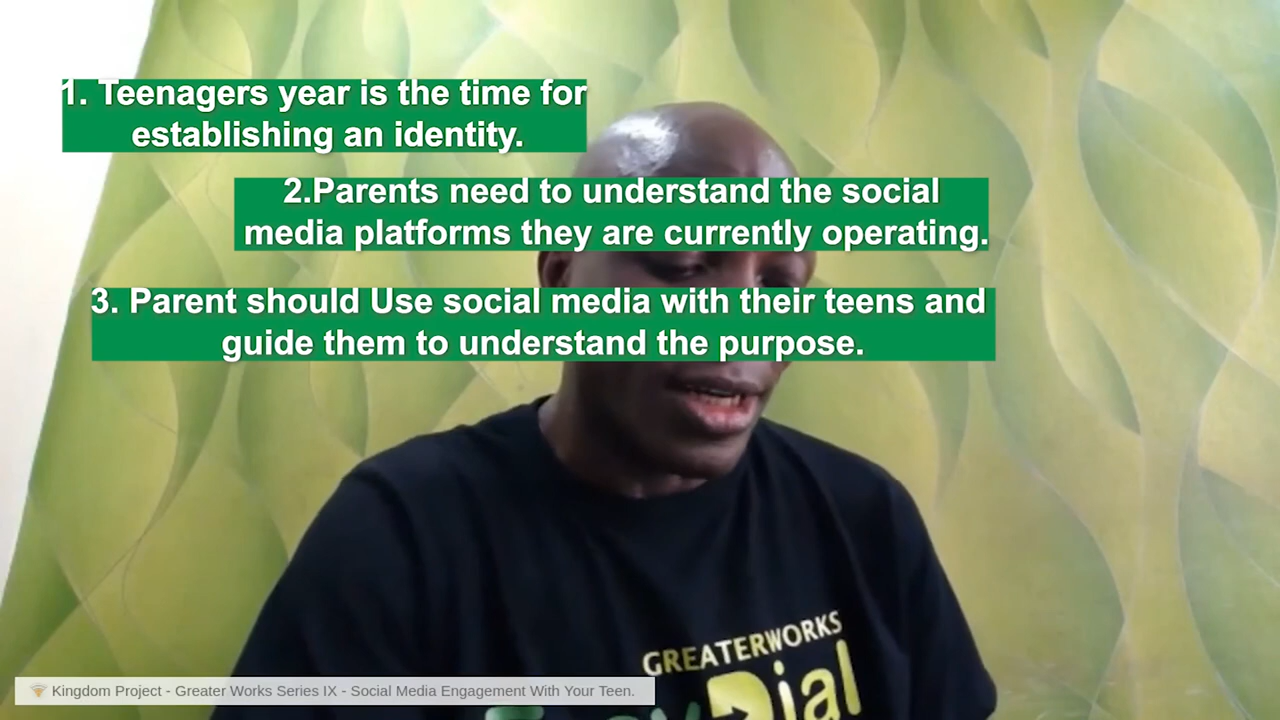 1. Teenagers year is the time for
establishing an identity.
2.Parents need to understand the social
media platforms they are currently operating.
3. Parent should Use social media with their teens and
guide them to understand the purpose.
GREATERWORKS
Dial
Kingdom Project - Greater Works Series IX - Social Media Engagement With Your Teen.